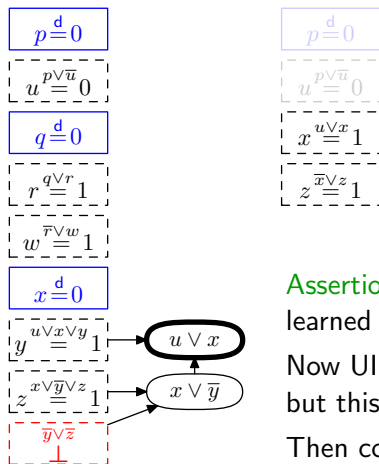 p =ᵈ 0
u =^{p∨u̅} 0
q =ᵈ 0
r =^{q∨r} 1
w =^{r̅∨w} 1
x =ᵈ 0
y =^{u∨x∨y} 1
z =^{x∨y̅∨z} 1
y̅∨z̅
⊥
u ∨ x
x ∨ y̅
p =ᵈ 0
u =^{p∨u̅} 0
x =^{u∨x} 1
z =^{x̅∨z} 1
Assertio
learned
Now UI
but this
Then co